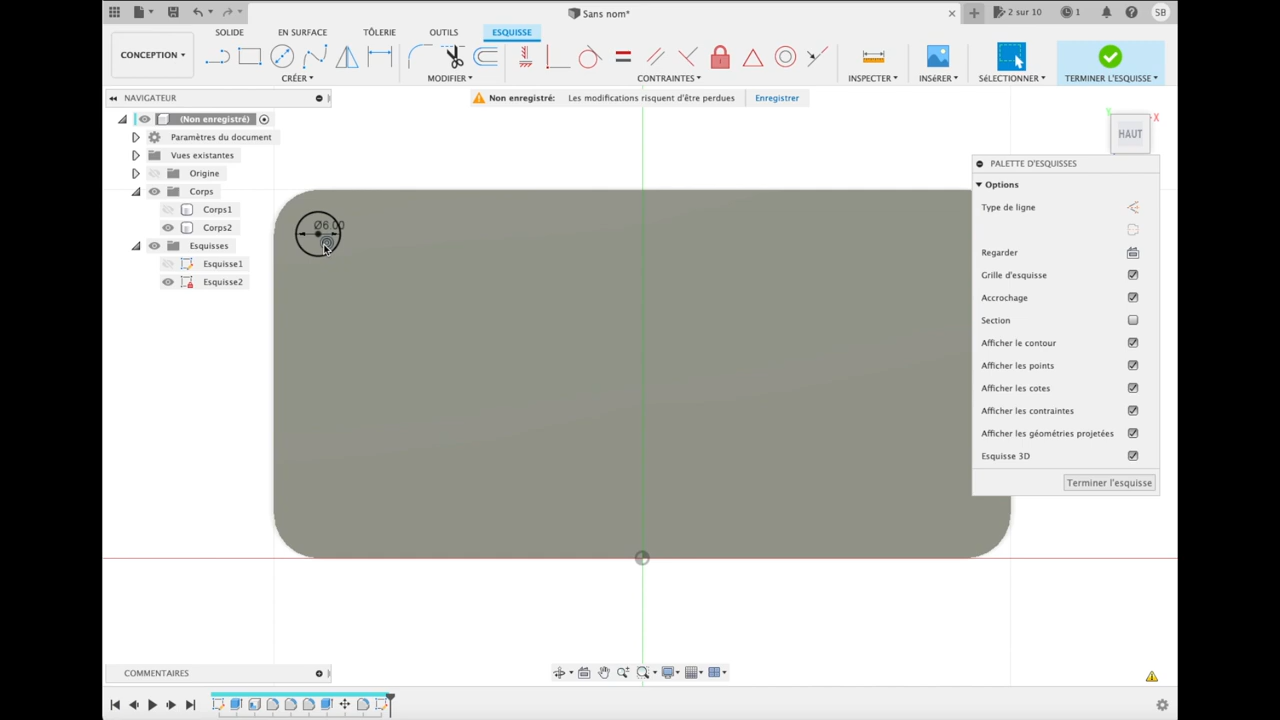 Sans nom*
2 sur 10
1
SB
CONCEPTION
SOLIDE
EN SURFACE
TÔLERIE
OUTILS
ESQUISSE
CRÉER
MODIFIER
CONTRAINTES
INSPECTER
INSÉRER
SÉLECTIONNER
TERMINER L'ESQUISSE
NAVIGATEUR
Non enregistré:
Les modifications risquent d'être perdues
Enregistrer
(Non enregistré)
Paramètres du document
Vues existantes
Origine
Corps
Corps1
Corps2
Esquisses
Esquisse1
Esquisse2
Ø6.00
X
Y
HAUT
PALETTE D'ESQUISSES
Options
Type de ligne
Regarder
Grille d'esquisse
Accrochage
Section
Afficher le contour
Afficher les points
Afficher les cotes
Afficher les contraintes
Afficher les géométries projetées
Esquisse 3D
Terminer l'esquisse
COMMENTAIRES